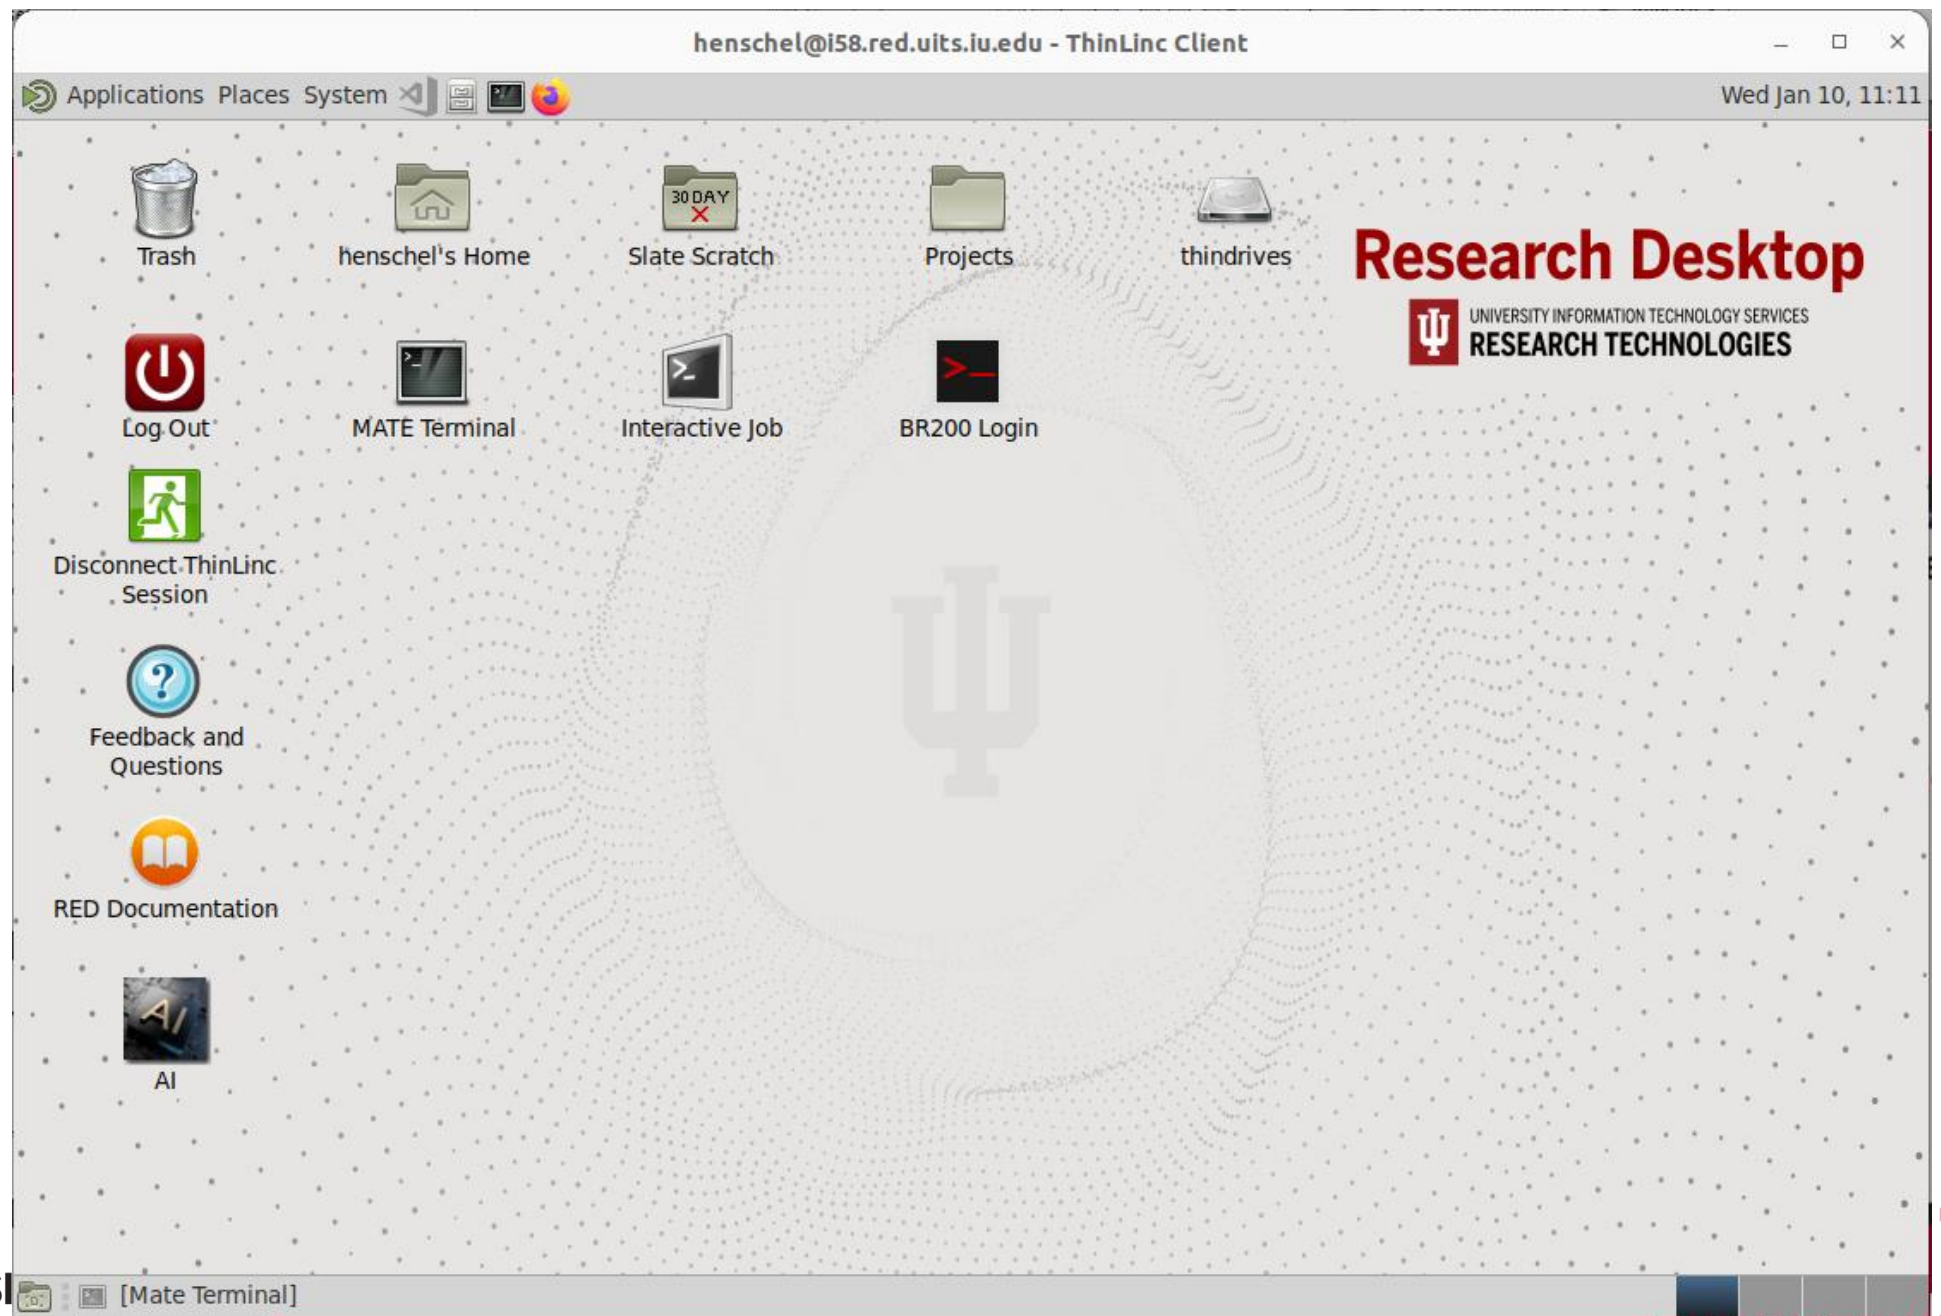 henschel@i58.red.uits.iu.edu - ThinLinc Client
Applications Places System
Wed Jan 10, 11:11
30 DAY
Trash
henschel's Home
Slate Scratch
Projects
thindrives
Research Desktop
UNIVERSITY INFORMATION TECHNOLOGY SERVICES
RESEARCH TECHNOLOGIES
Log Out
MATE Terminal
Interactive Job
BR200 Login
Disconnect ThinLinc
Session
Feedback and
Questions
RED Documentation
AI
AI
[Mate Terminal]